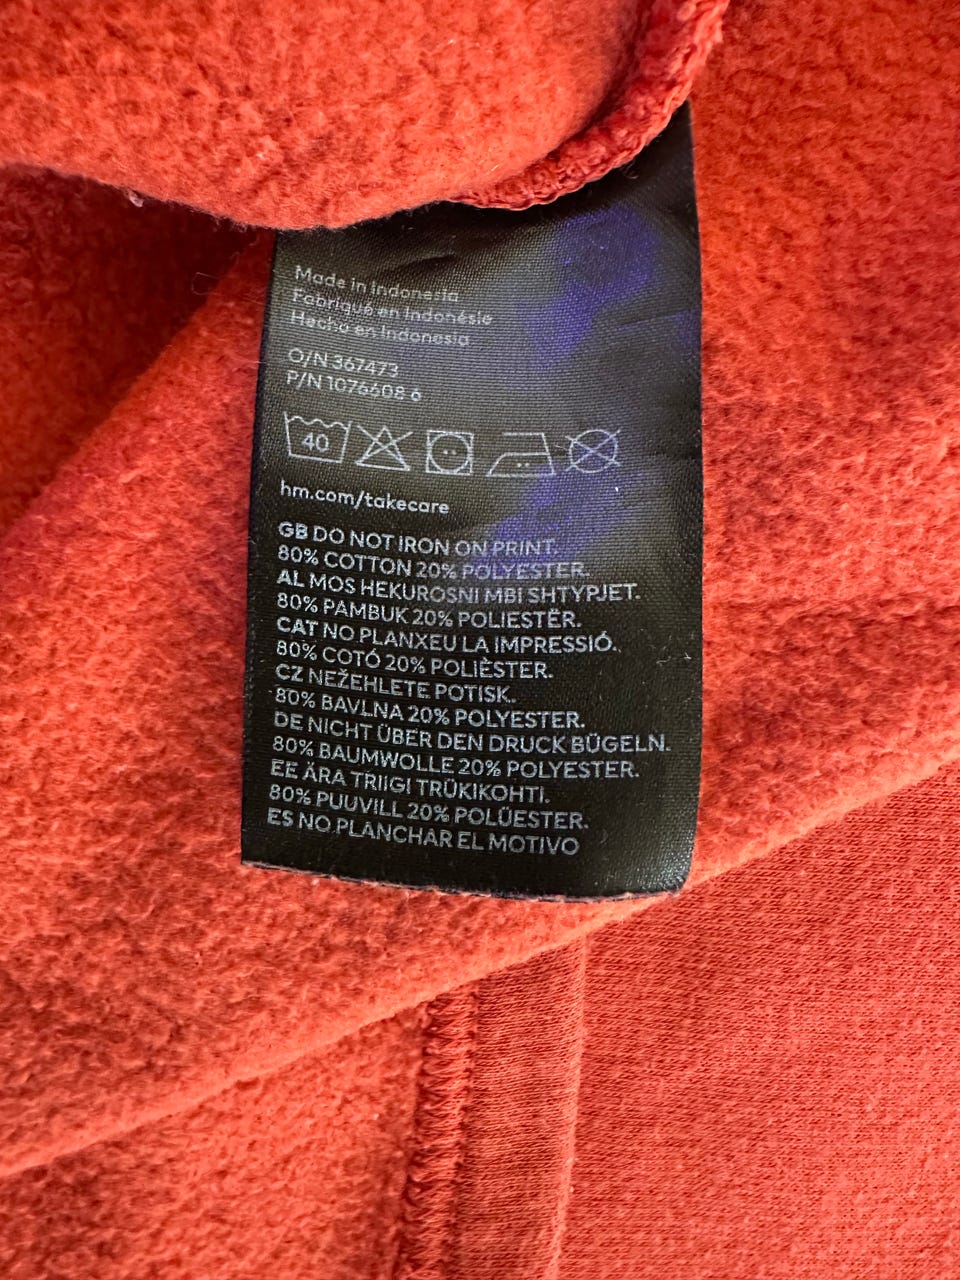 Made in Indonesia
Fabriqué en Indonésie
Hecho en Indonesia
O/N 367473
P/N 1076608 6
40
hm.com/takecare
GB DO NOT IRON ON PRINT.
80% COTTON 20% POLYESTER.
AL MOS HEKUROSNI MBI SHTYPJET.
80% PAMBUK 20% POLIESTËR.
CAT NO PLANXEU LA IMPRESSIÓ.
80% COTÓ 20% POLIÈSTER.
CZ NEŽEHLETE POTISK.
80% BAVLNA 20% POLYESTER.
DE NICHT ÜBER DEN DRUCK BÜGELN.
80% BAUMWOLLE 20% POLYESTER.
EE ÄRA TRIIGI TRÜKIKOHTI.
80% PUUVILL 20% POLÜESTER.
ES NO PLANCHAR EL MOTIVO